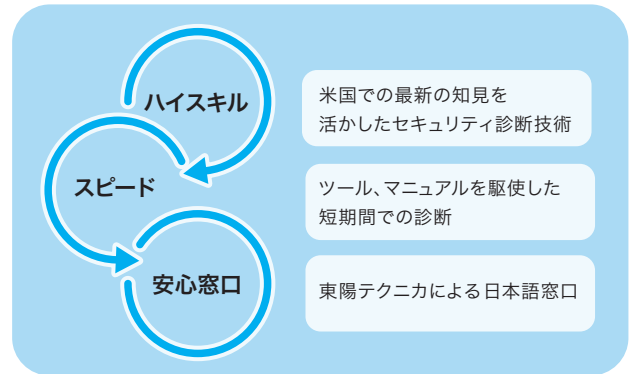 ハイスキル
米国での最新の知見を
活かしたセキュリティ診断技術
スピード
ツール、マニュアルを駆使した
短期間での診断
安心窓口
東陽テクニカによる日本語窓口